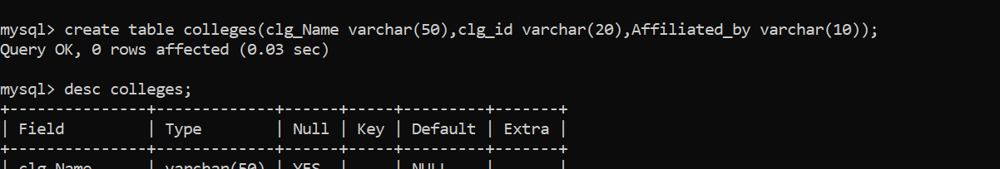 mysql> create table colleges(clg_Name varchar(50),clg_id varchar(20),Affiliated_by varchar(10));
Query OK, 0 rows affected (0.03 sec)
mysql> desc colleges;
+---------------+-------------+------+-----+---------+-------+
| Field         | Type        | Null | Key | Default | Extra |
+---------------+-------------+------+-----+---------+-------+
| clg_Name      | varchar(50) | YES  |     | NULL    |       |